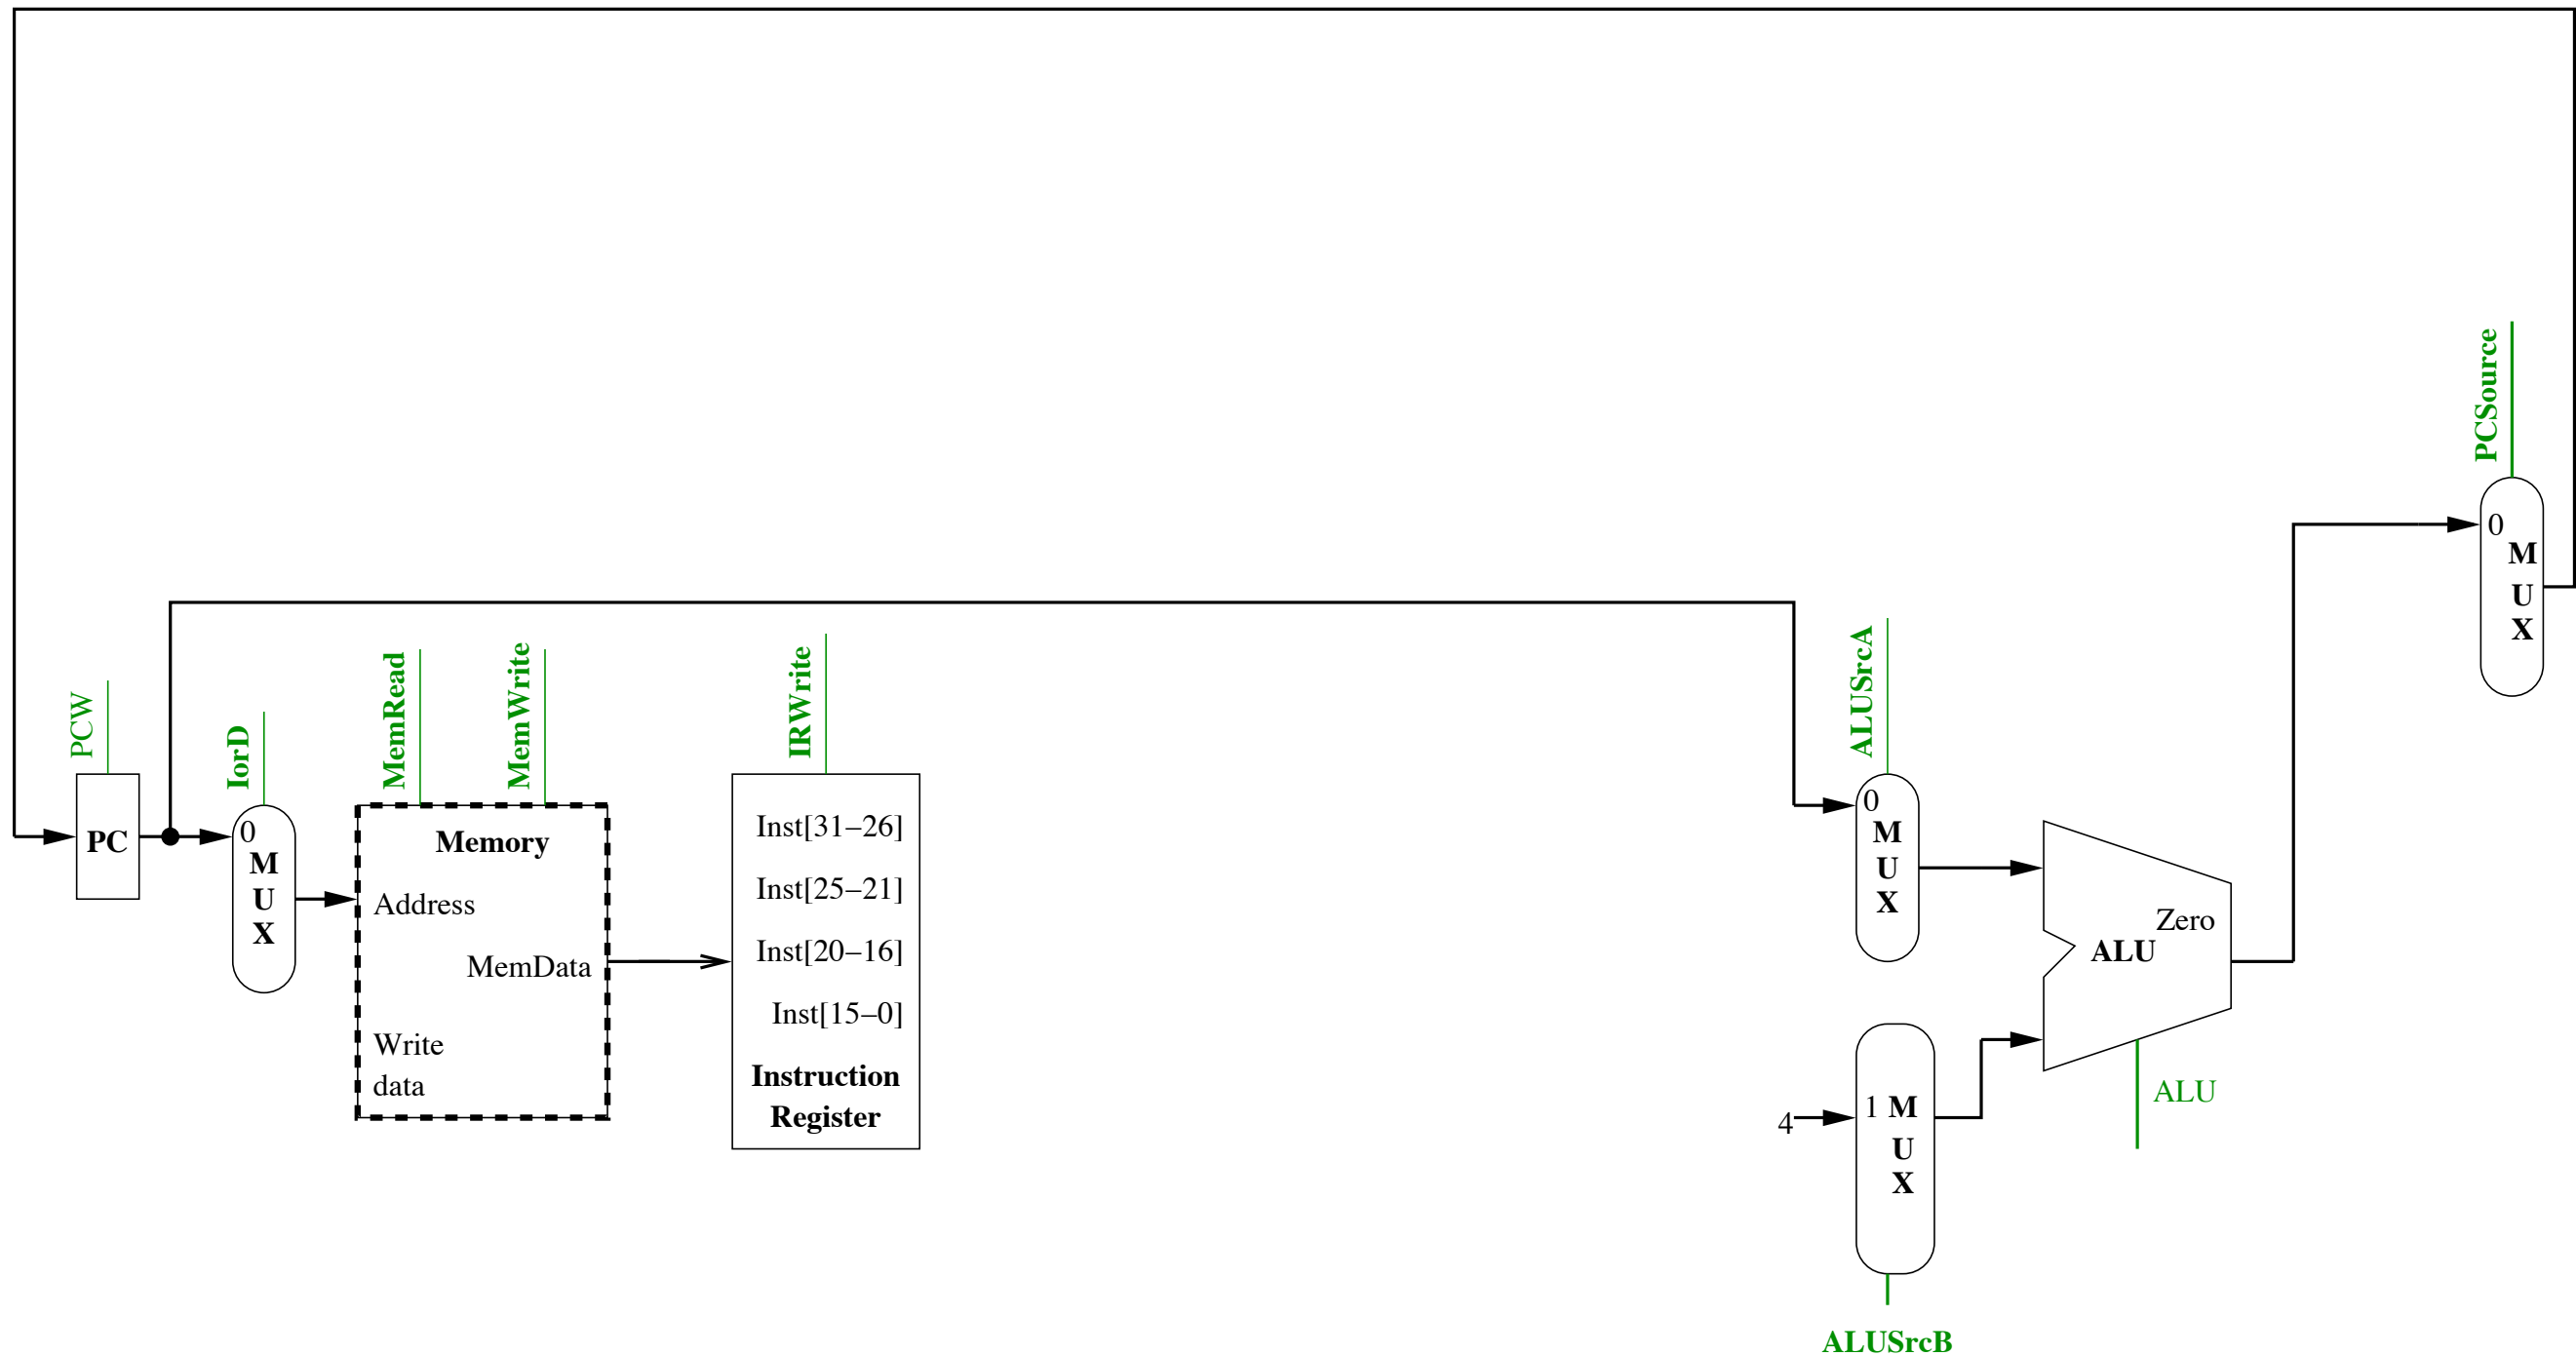 PCSource
PCW
IorD
MemRead
MemWrite
IRWrite
ALUSrcA
0
M
U
X
PC
0
M
U
X
Memory
Address
MemData
Write
data
Inst[31–26]
Inst[25–21]
Inst[20–16]
Inst[15–0]
Instruction
Register
0
M
U
X
Zero
ALU
ALU
4
1 M
U
X
ALUSrcB